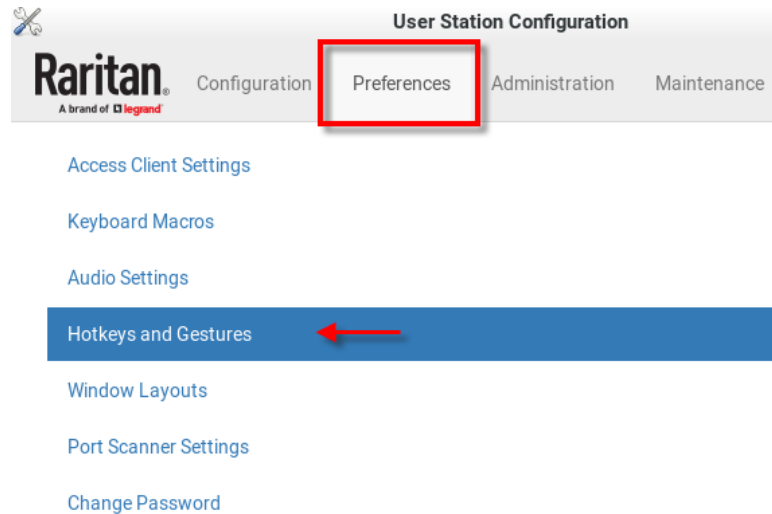 User Station Configuration
Raritan.
A brand of legrand
Configuration Preferences Administration Maintenance
Access Client Settings
Keyboard Macros
Audio Settings
Hotkeys and Gestures
Window Layouts
Port Scanner Settings
Change Password